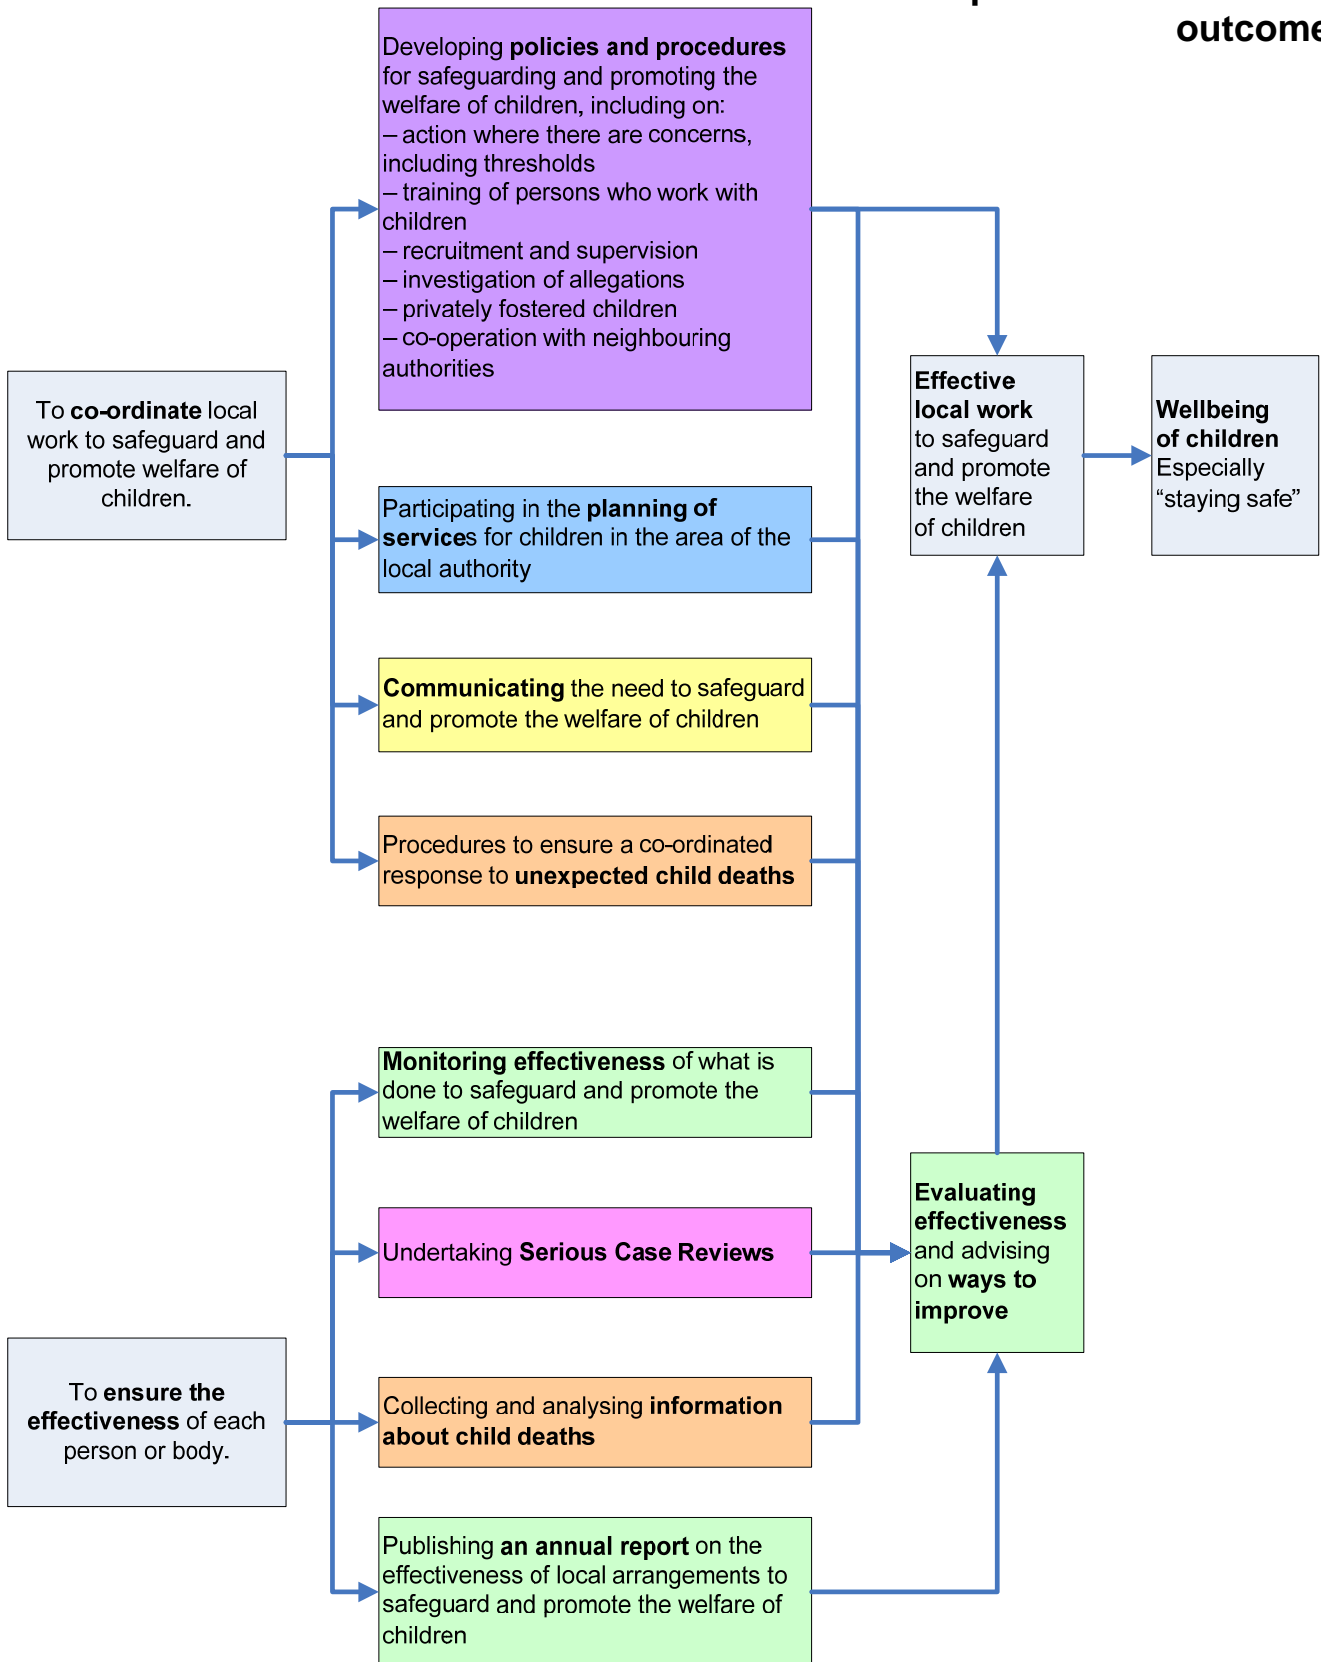 outcome
Developing policies and procedures
for safeguarding and promoting the
welfare of children, including on:
– action where there are concerns,
including thresholds
– training of persons who work with
children
– recruitment and supervision
– investigation of allegations
– privately fostered children
– co-operation with neighbouring
authorities
To co-ordinate local
work to safeguard and
promote welfare of
children.
Effective
local work
to safeguard
and promote
the welfare
of children
Wellbeing
of children
Especially
“staying safe”
Participating in the planning of
services for children in the area of the
local authority
Communicating the need to safeguard
and promote the welfare of children
Procedures to ensure a co-ordinated
response to unexpected child deaths
Monitoring effectiveness of what is
done to safeguard and promote the
welfare of children
Undertaking Serious Case Reviews
Evaluating
effectiveness
and advising
on ways to
improve
To ensure the
effectiveness of each
person or body.
Collecting and analysing information
about child deaths
Publishing an annual report on the
effectiveness of local arrangements to
safeguard and promote the welfare of
children